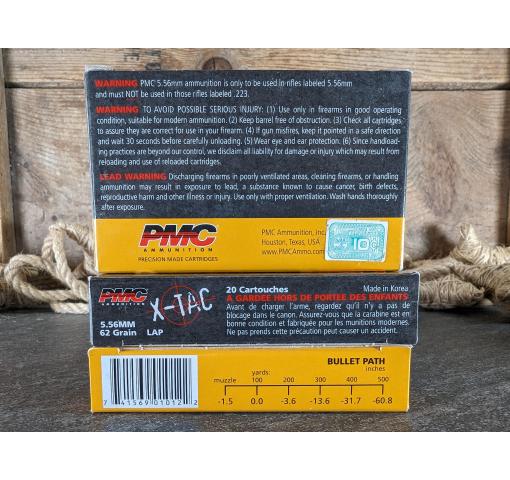 WARNING PMC 5.56mm ammunition is only to be used in rifles labeled 5.56mm
and must NOT be used in those rifles labeled .223.
WARNING TO AVOID POSSIBLE SERIOUS INJURY: (1) Use only in firearms in good operating
condition, suitable for modern ammunition. (2) Keep barrel free of obstruction. (3) Check all cartridges
to assure they are correct for use in your firearm. (4) If gun misfires, keep it pointed in a safe direction
and wait 30 seconds before carefully unloading. (5) Wear eye and ear protection. (6) Since handload-
ing practices are beyond our control, we disclaim all liability for damage or injury which may result from
reloading and use of reloaded cartridges.
LEAD WARNING Discharging firearms in poorly ventilated areas, cleaning firearms, or handling
ammunition may result in exposure to lead, a substance known to cause cancer, birth defects,
reproductive harm and other illness or injury. Use only with proper ventilation. Wash hands thoroughly
after exposure.
PMC
AMMUNITION
PRECISION MADE CARTRIDGES
PMC Ammunition, Inc.
Houston, Texas, USA
www.PMCAmmo.com
10
PMC
AMMUNITION
X-TAC
5.56MM
62 Grain LAP
20 Cartouches Made in Korea
A GARDÉE HORS DE PORTEE DES ENFANTS
Avant de charger l'arme, regardez qu'il n'y a pas de
blocage dans le canon. Assurez-vous que la carabine est en
bonne condition et fabriquée pour les munitions modernes.
Ne pas prendre cette précaution peut causer un accident.
7 41569 01012 2
BULLET PATH
inches
yards:
muzzle 100 200 300 400 500
-1.5 0.0 -3.6 -13.6 -31.7 -60.8